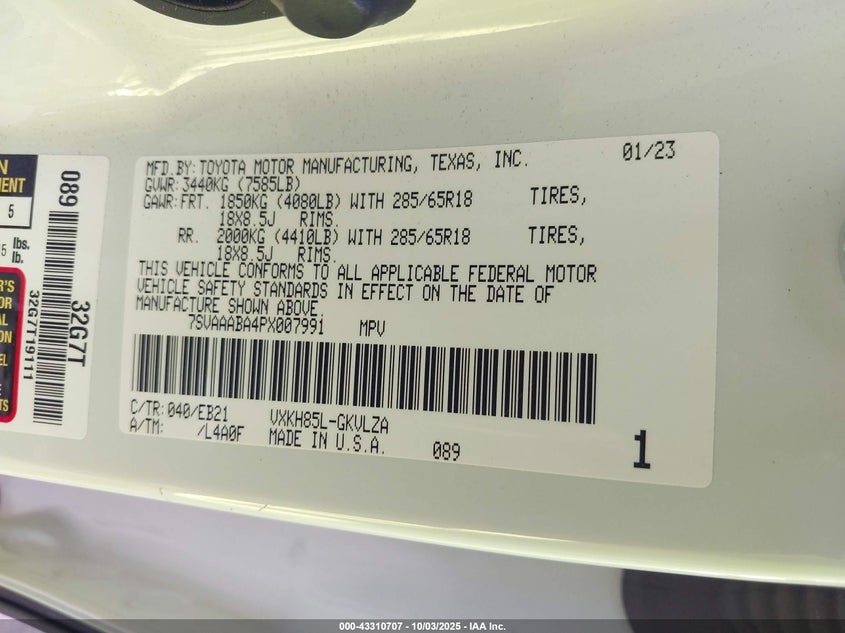 MFD.BY: TOYOTA MOTOR MANUFACTURING, TEXAS, INC. 01/23
GVWR: 3440KG (7585LB)
GAWR: FRT. 1850KG (4080LB) WITH 285/65R18 TIRES,
18X8.5J RIMS.
RR. 2000KG (4410LB) WITH 285/65R18 TIRES,
18X8.5J RIMS.
THIS VEHICLE CONFORMS TO ALL APPLICABLE FEDERAL MOTOR
VEHICLE SAFETY STANDARDS IN EFFECT ON THE DATE OF
MANUFACTURE SHOWN ABOVE.
7SVAAABA4PX007991 MPV
C/TR: 040/EB21 VXKH85L-GKVLZA
A/TM: /L4A0F MADE IN U.S.A. 089 1
5
lbs.
lb.
089
32G7T
32G7T19111
000-43310707 - 10/03/2025 - IAA Inc.